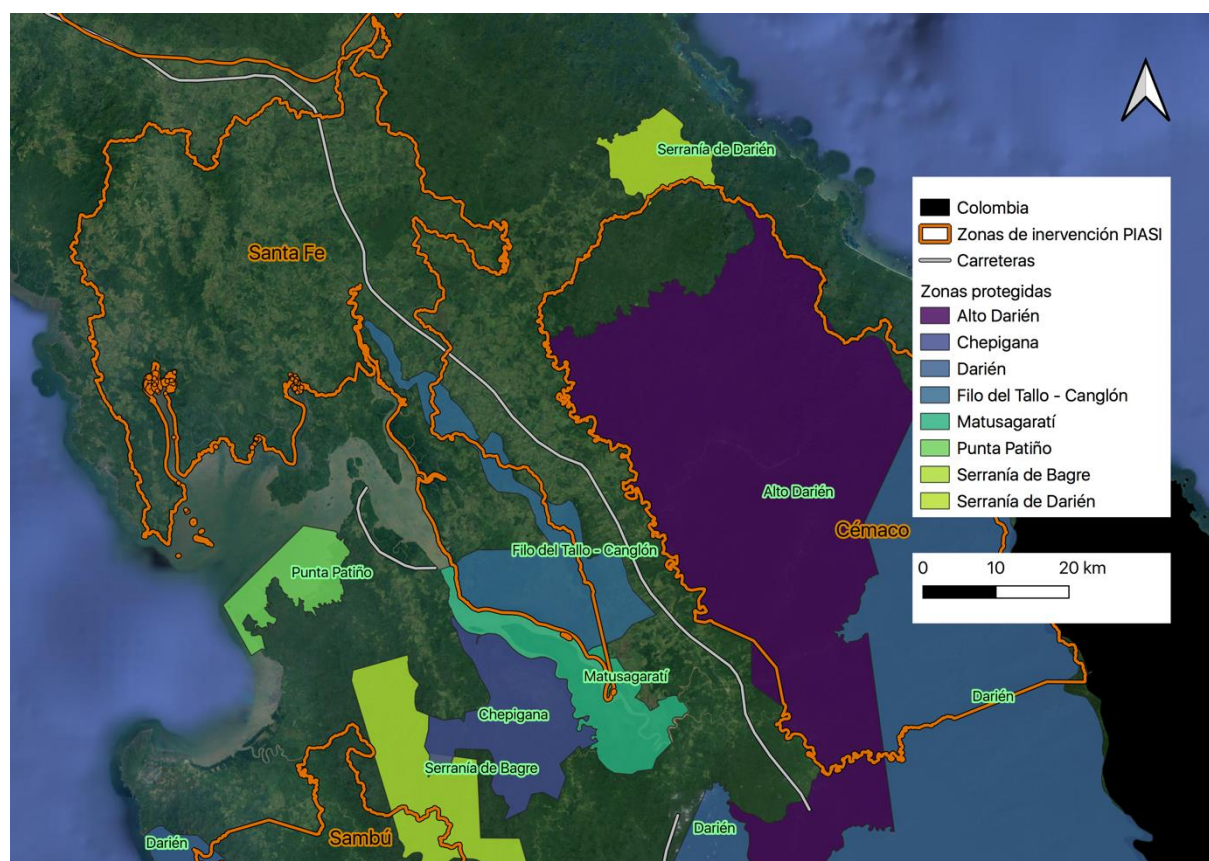 Serranía de Darién
Santa Fe
Colombia
Zonas de inervención PIASI
Carreteras
Zonas protegidas
Alto Darién
Chepigana
Darién
Filo del Tallo - Canglón
Matusagaratí
Punta Patiño
Serranía de Bagre
Serranía de Darién
Alto Darién
Cémaco
Filo del Tallo - Canglón
Punta Patiño
0 10 20 km
Matusagaratí
Darién
Chepigana
Serranía de Bagre
Darién
Sambú
Darién